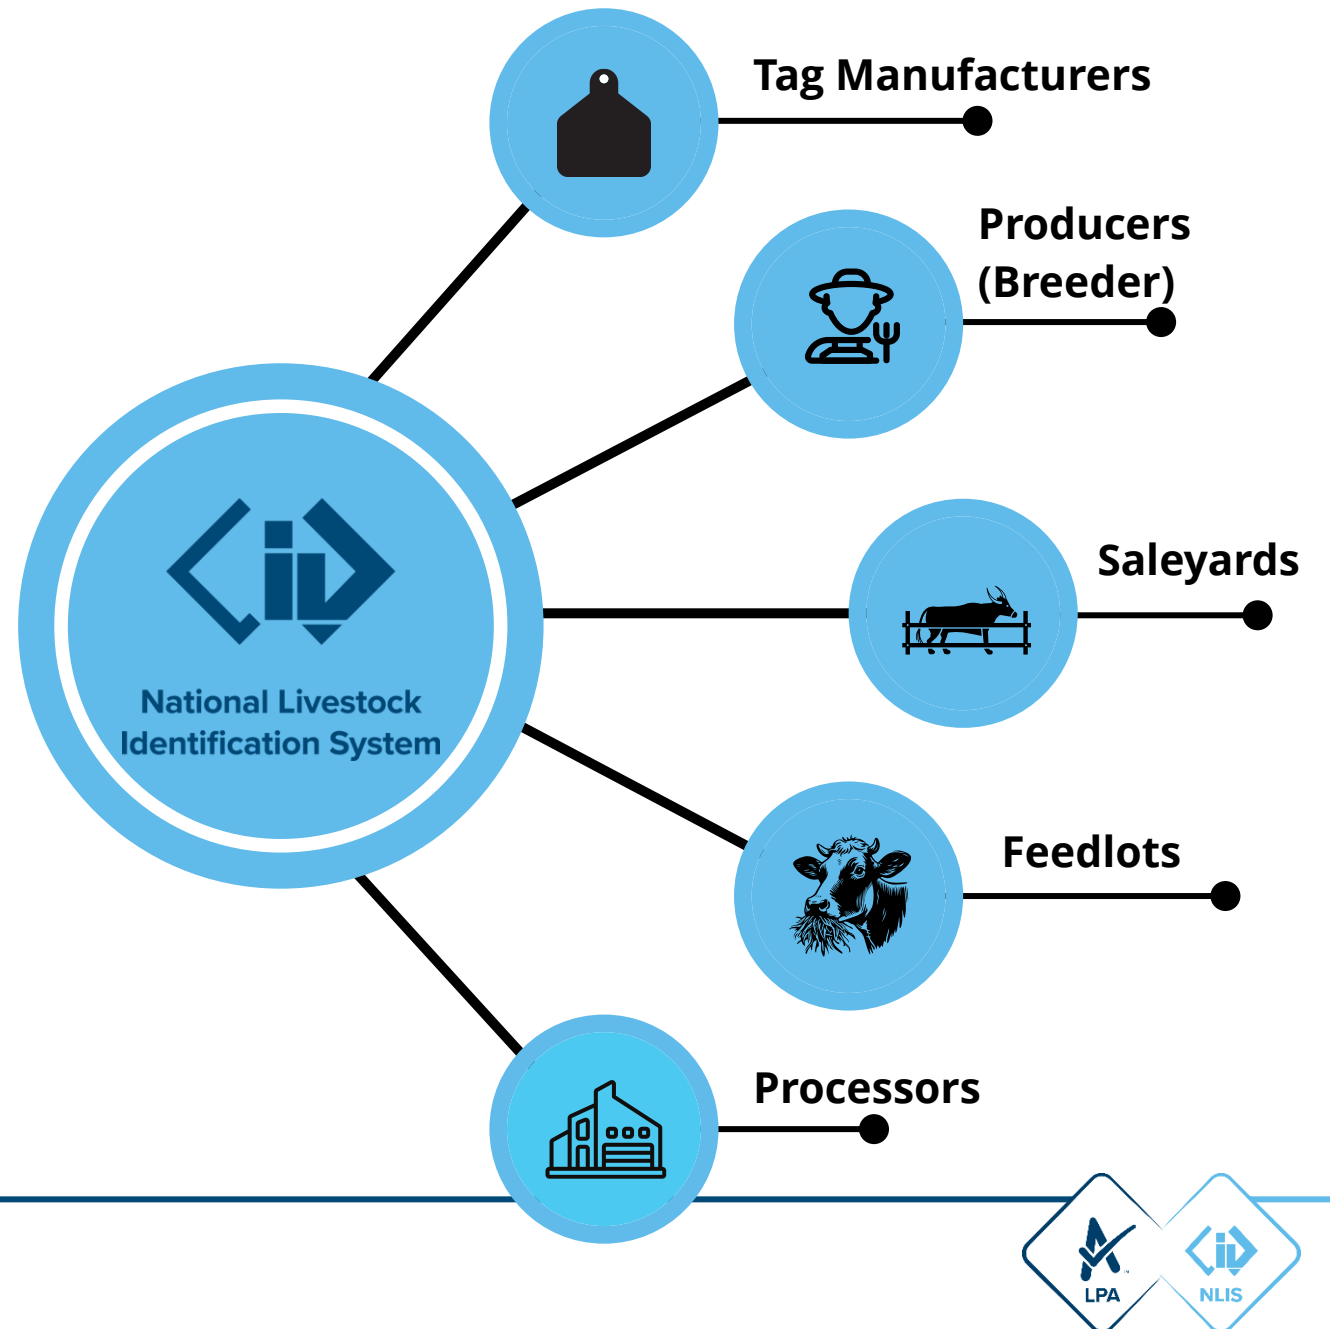 Tag Manufacturers
Producers
(Breeder)
Saleyards
National Livestock
Identification System
Feedlots
Processors
LPA
NLIS